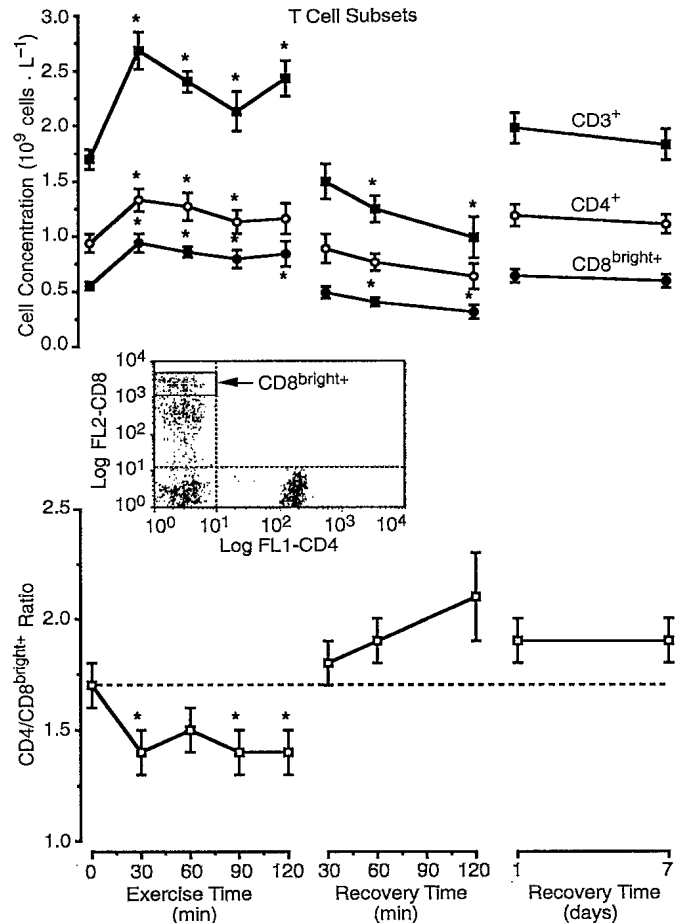 T Cell Subsets
Cell Concentration (10⁹ cells · L⁻¹)
3.0
2.5
2.0
1.5
1.0
0.5
0.0
* * * *
* * *
* * * *
* *
* *
CD3⁺
CD4⁺
CD8ᵇʳⁱᵍʰᵗ⁺
Log FL2-CD8
10⁴
10³
10²
10¹
10⁰
CD8ᵇʳⁱᵍʰᵗ⁺
10⁰ 10¹ 10² 10³ 10⁴
Log FL1-CD4
CD4/CD8ᵇʳⁱᵍʰᵗ⁺ Ratio
2.5
2.0
1.5
1.0
* * *
0 30 60 90 120
Exercise Time
(min)
30 60 90 120
Recovery Time
(min)
1 7
Recovery Time
(days)